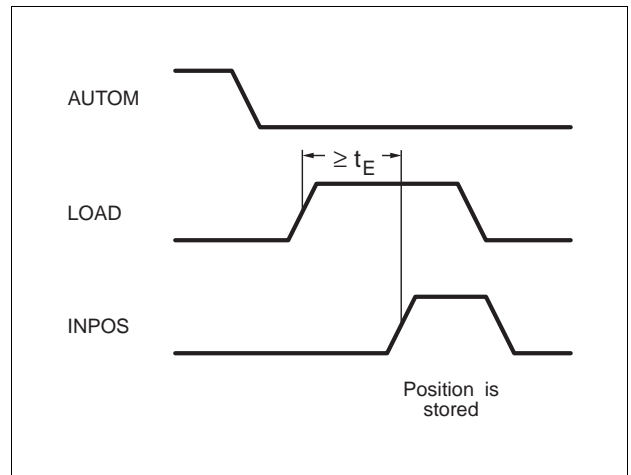 AUTOM
≥ tE
LOAD
INPOS
Position is
stored